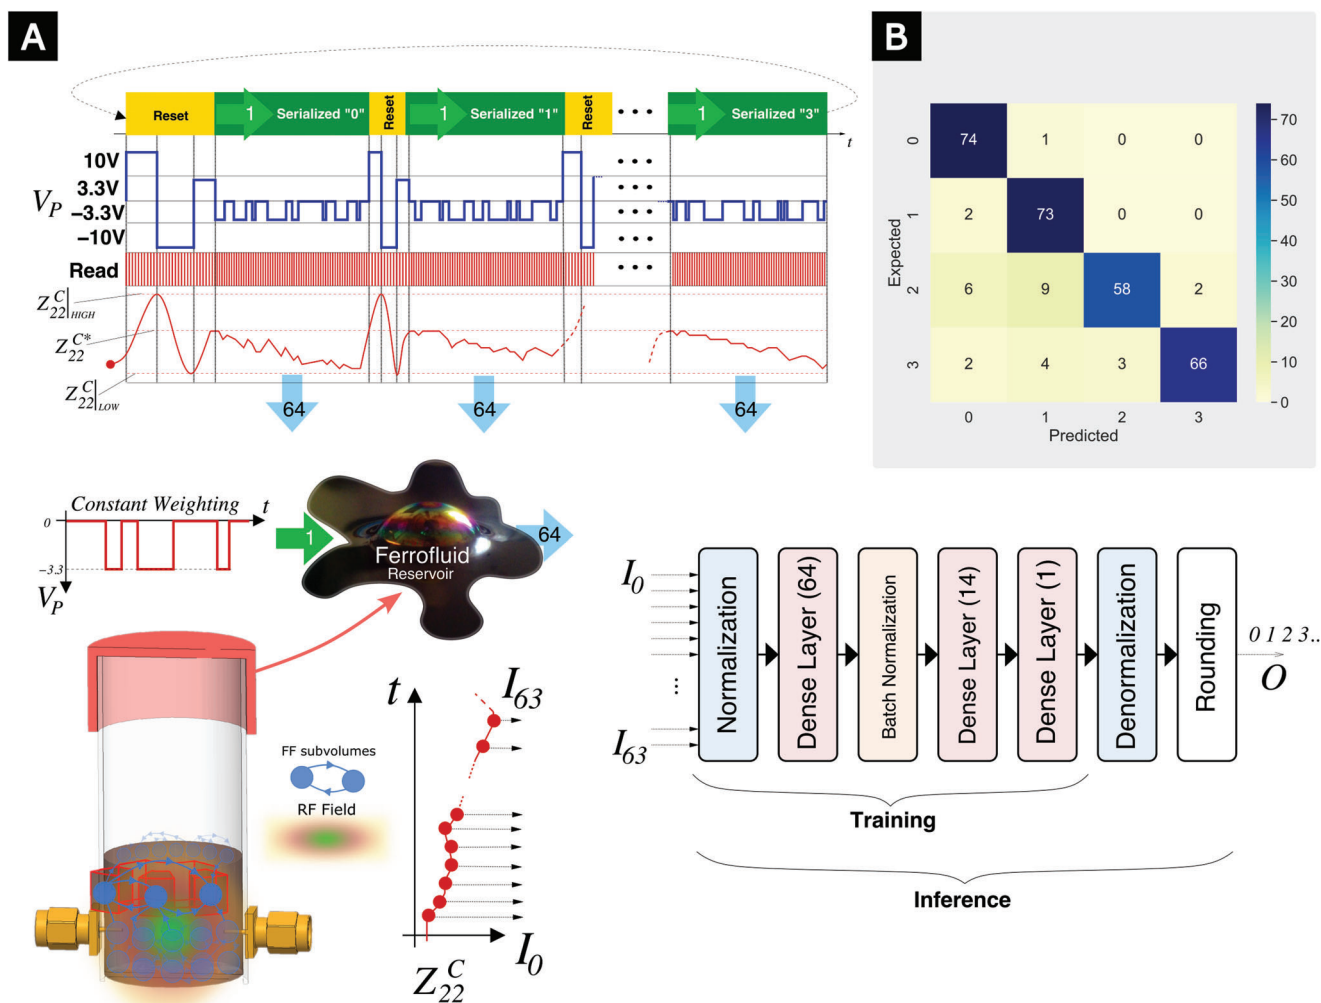 A
Reset
1
Serialized "0"
Reset
1
Serialized "1"
Reset
• • •
1
Serialized "3"
t
10V
3.3V
V_P
−3.3V
−10V
• • •
• • •
• • •
Read
• • •
Z_22^C|HIGH
Z_22^C*
Z_22^C|LOW
64
64
64
B
Expected
0
74
1
0
0
1
2
73
0
0
2
6
9
58
2
3
2
4
3
66
0
1
2
3
Predicted
70
60
50
40
30
20
10
0
Constant Weighting
t
0
−3.3
V_P
1
Ferrofluid
Reservoir
64
FF subvolumes
RF Field
t
I_63
I_0
Z_22^C
I_0
...
I_63
Normalization
Dense Layer (64)
Batch Normalization
Dense Layer (14)
Dense Layer (1)
Denormalization
Rounding
0 1 2 3..
O
Training
Inference